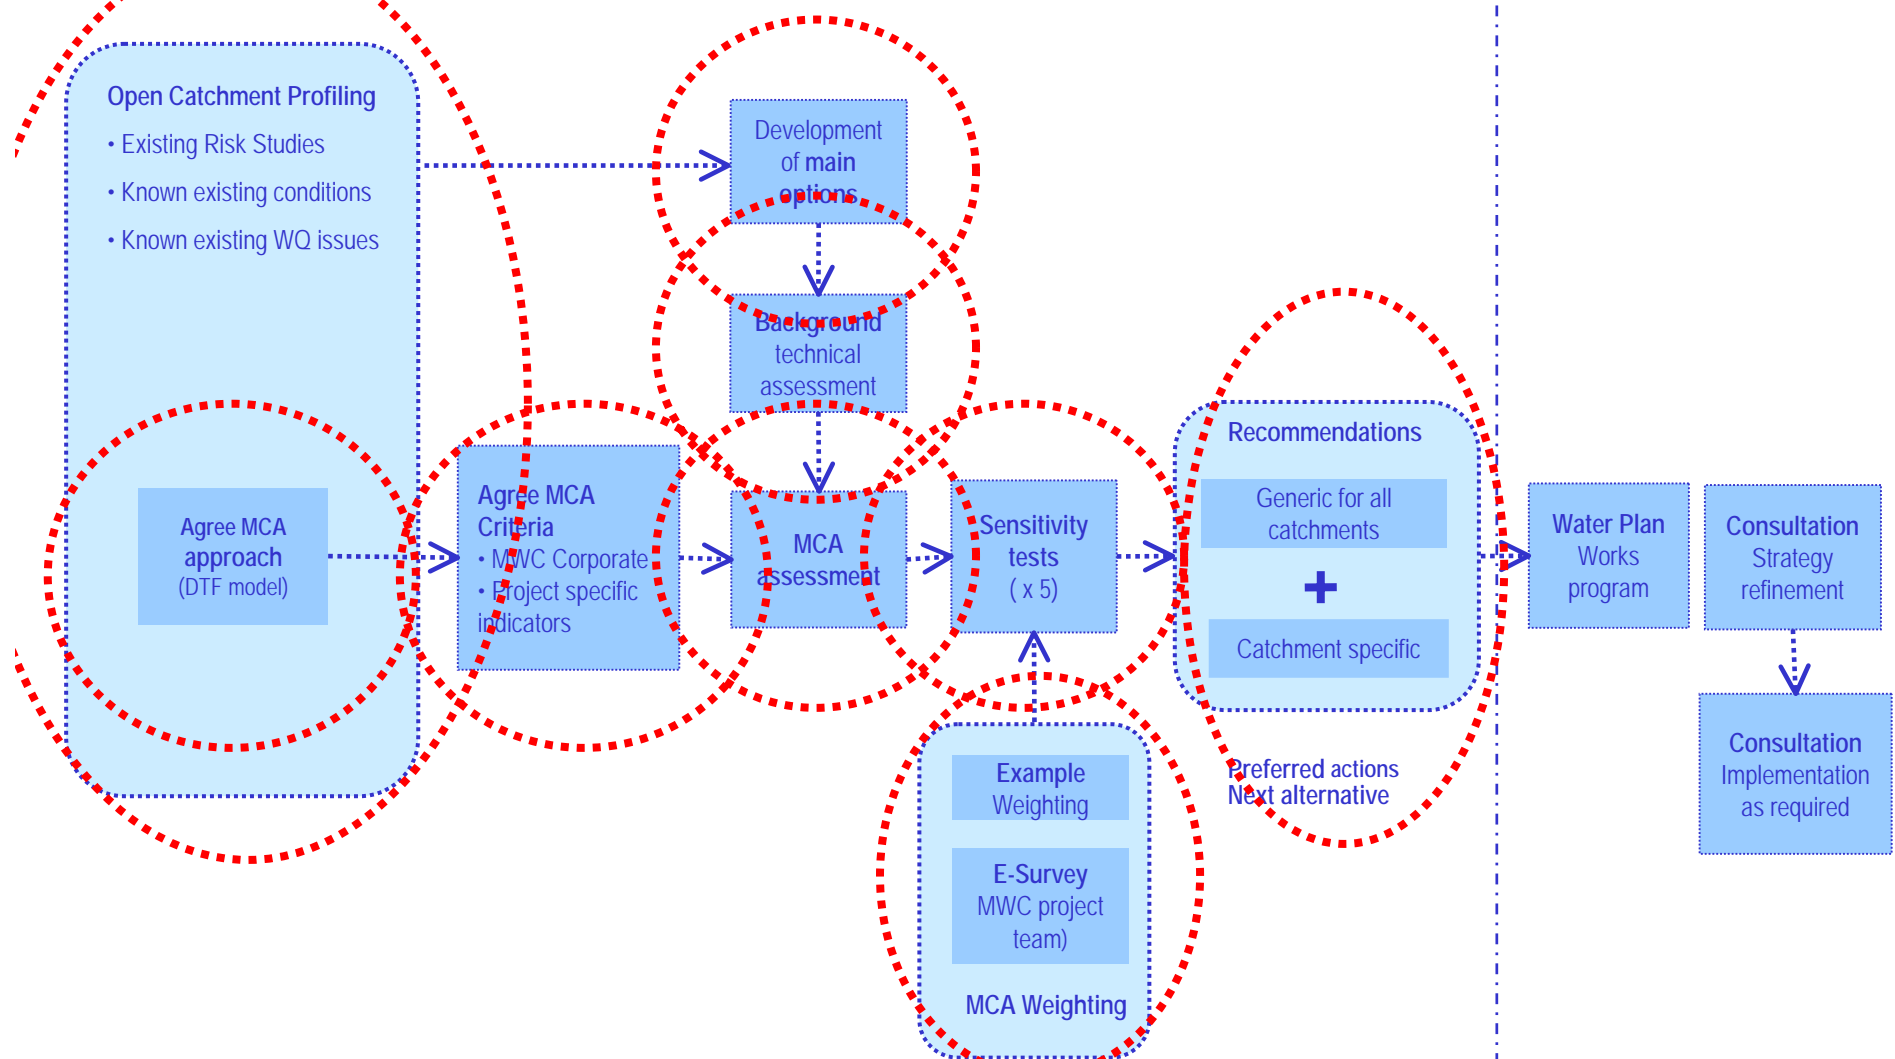 Open Catchment Profiling
• Existing Risk Studies
• Known existing conditions
• Known existing WQ issues
Agree MCA
approach
(DTF model)
Agree MCA
Criteria
• MWC Corporate
• Project specific
indicators
Development
of main
options
Background
technical
assessment
MCA
assessment
Sensitivity
tests
( x 5)
Example
Weighting
E-Survey
MWC project
team)
MCA Weighting
Recommendations
Generic for all
catchments
+
Catchment specific
Preferred actions
Next alternative
Water Plan
Works
program
Consultation
Strategy
refinement
Consultation
Implementation
as required